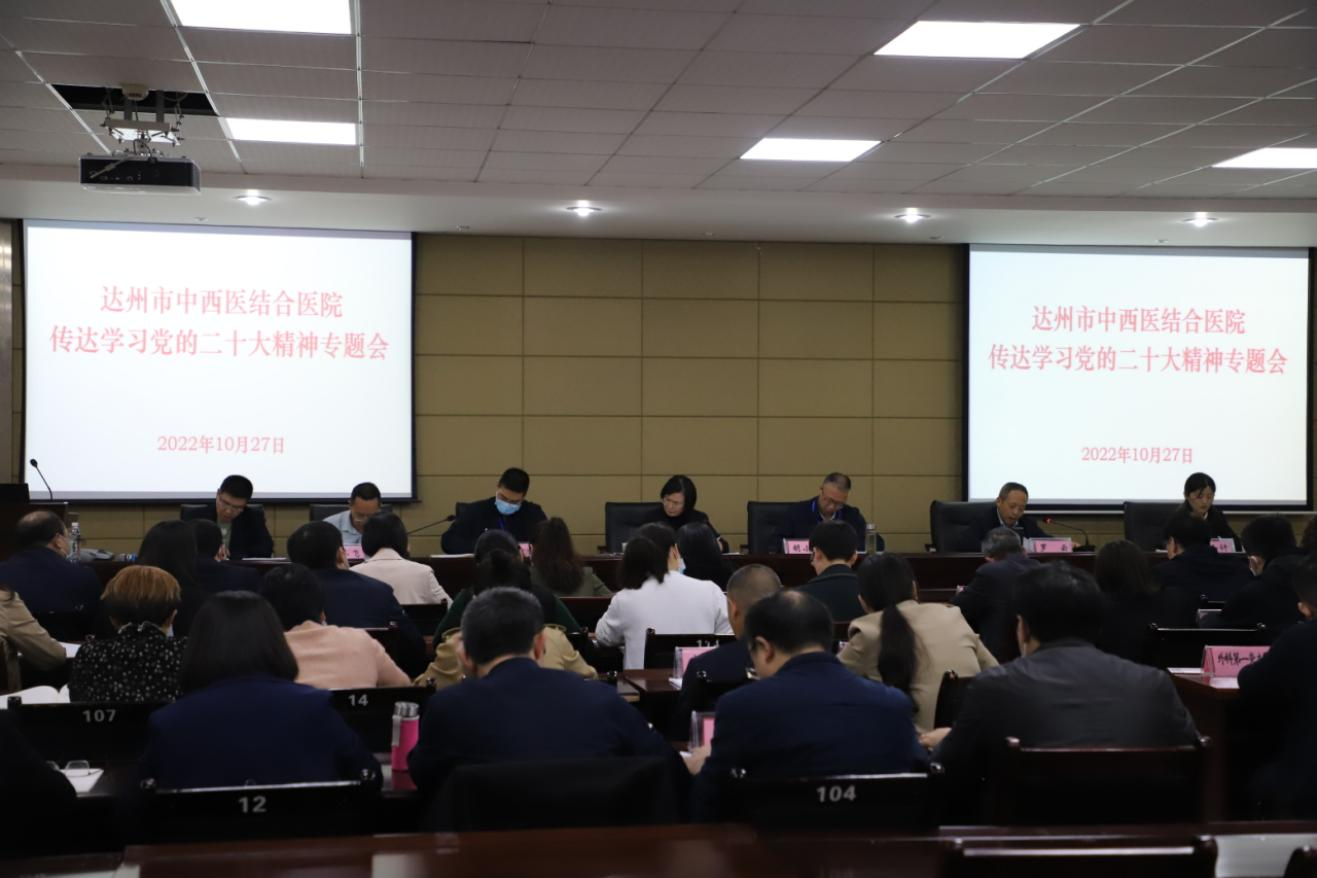 达州市中西医结合医院
传达学习党的二十大精神专题会
2022年10月27日
达州市中西医结合医院
传达学习党的二十大精神专题会
2022年10月27日
107
14
12
104